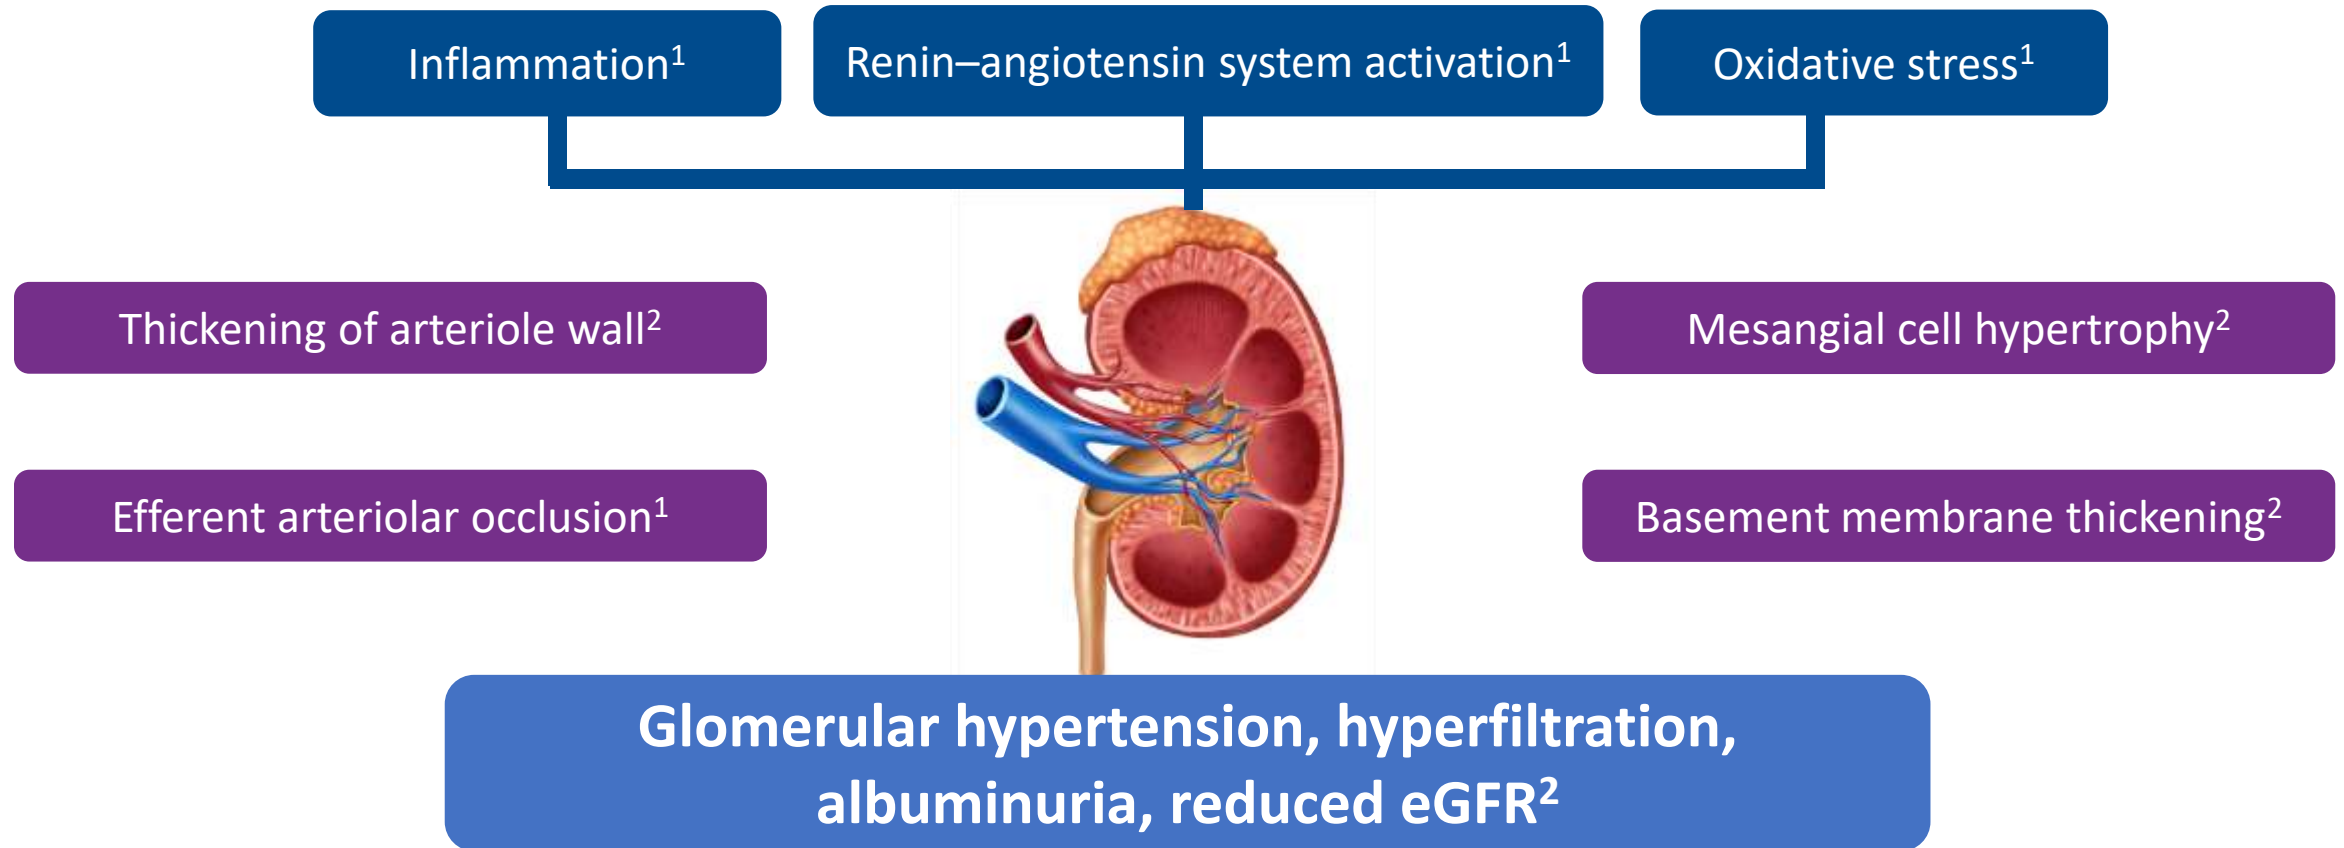 Inflammation¹
Renin–angiotensin system activation¹
Oxidative stress¹
Thickening of arteriole wall²
Mesangial cell hypertrophy²
Efferent arteriolar occlusion¹
Basement membrane thickening²
Glomerular hypertension, hyperfiltration,
albuminuria, reduced eGFR²